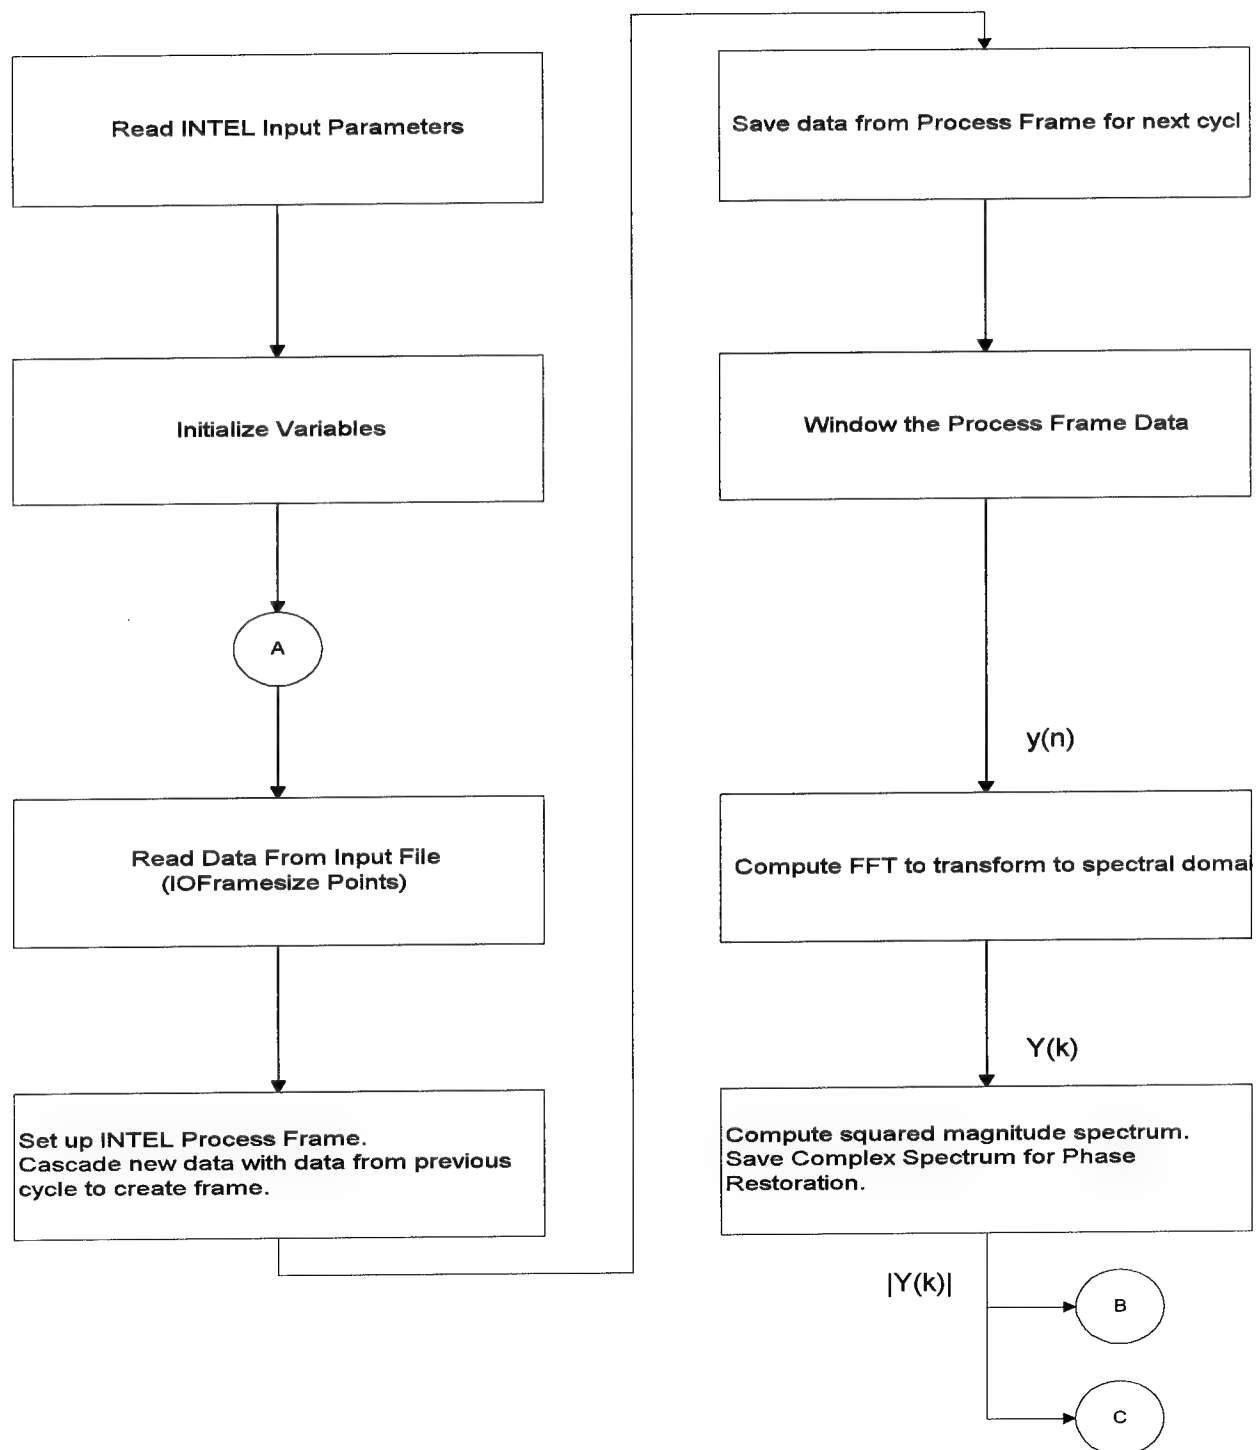 Read INTEL Input Parameters
Initialize Variables
A
Read Data From Input File
(IOFramesize Points)
Set up INTEL Process Frame.
Cascade new data with data from previous
cycle to create frame.
Save data from Process Frame for next cycl
Window the Process Frame Data
y(n)
Compute FFT to transform to spectral domai
Y(k)
Compute squared magnitude spectrum.
Save Complex Spectrum for Phase
Restoration.
|Y(k)|
B
C